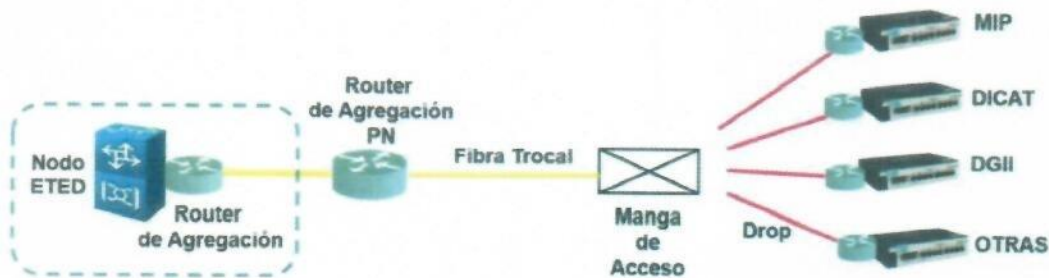 Nodo
ETED
Router
de Agregación
Router
de Agregación
PN
Fibra Trocal
Manga
de
Acceso
Drop
MIP
DICAT
DGII
OTRAS